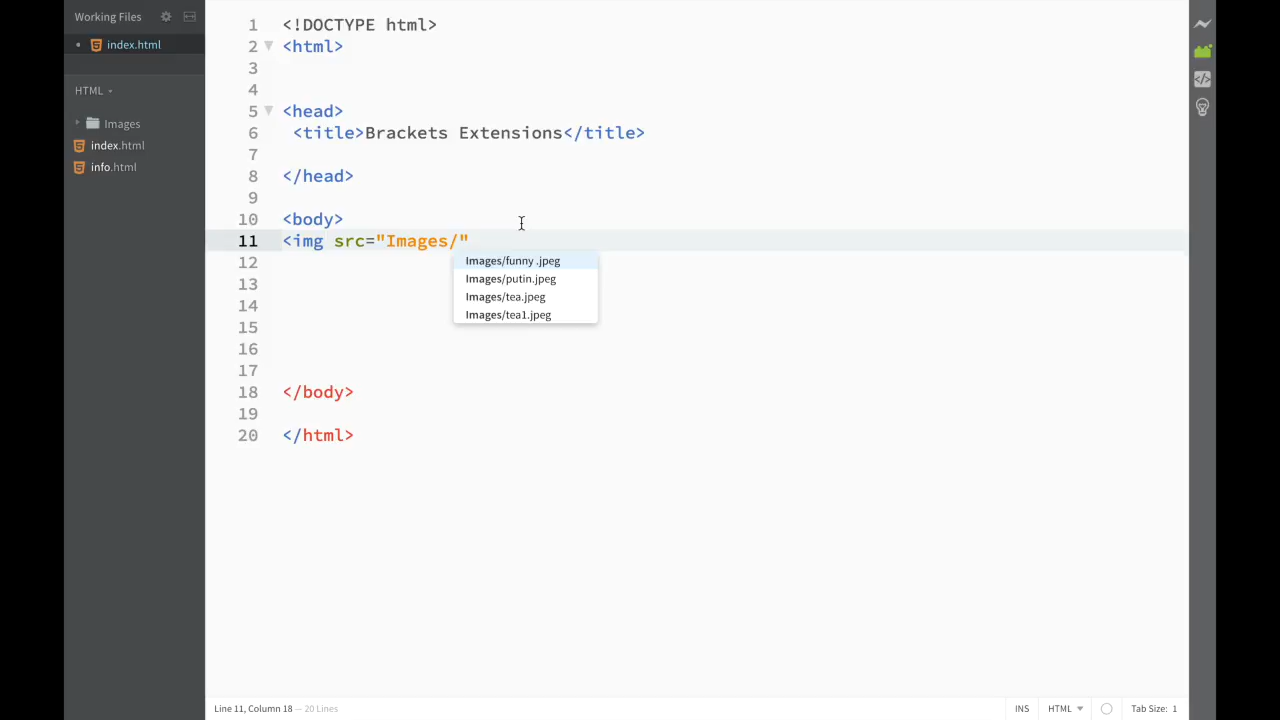 Working Files
index.html
HTML
Images
index.html
info.html
1 <!DOCTYPE html>
2 <html>
3
4
5 <head>
6 <title>Brackets Extensions</title>
7
8 </head>
9
10 <body>
11 <img src="Images/"
Images/funny .jpeg
Images/putin.jpeg
Images/tea.jpeg
Images/tea1.jpeg
12
13
14
15
16
17
18 </body>
19
20 </html>
Line 11, Column 18 — 20 Lines
INS HTML Tab Size: 1